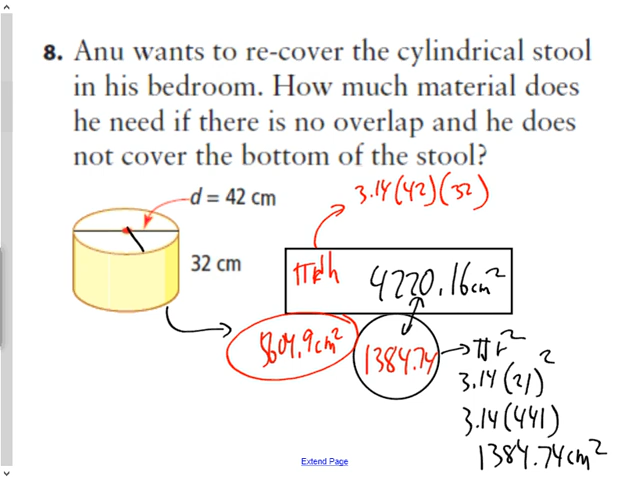 8. Anu wants to re-cover the cylindrical stool
in his bedroom. How much material does
he need if there is no overlap and he does
not cover the bottom of the stool?
3.14(42)(32)
d = 42 cm
32 cm
πdh 4220.16cm²
5604.9cm² 1384.74 πr²
3.14(21)²
3.14(441)
1384.74cm²
Extend Page